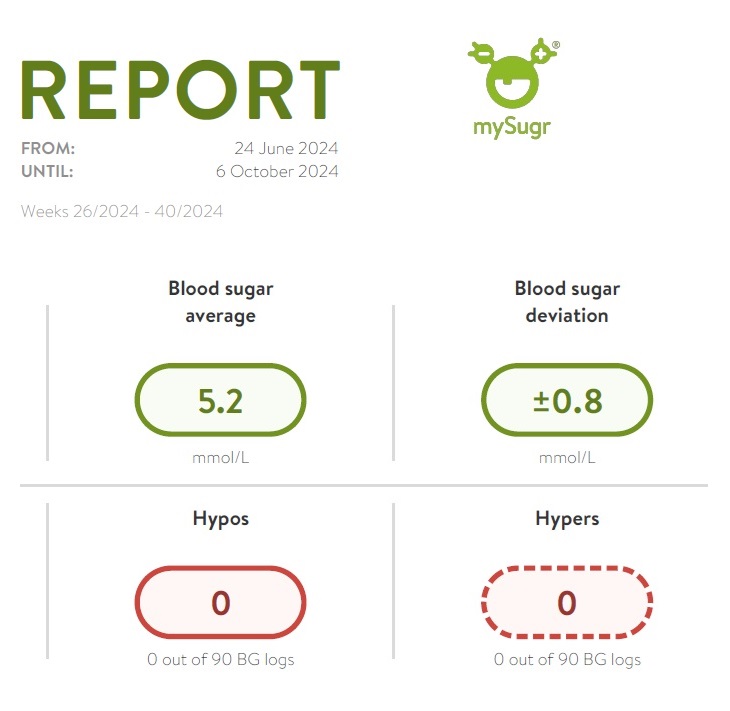 REPORT
mySugr®
FROM: 24 June 2024
UNTIL: 6 October 2024
Weeks 26/2024 - 40/2024
Blood sugar
average
5.2
mmol/L
Blood sugar
deviation
±0.8
mmol/L
Hypos
0
0 out of 90 BG logs
Hypers
0
0 out of 90 BG logs